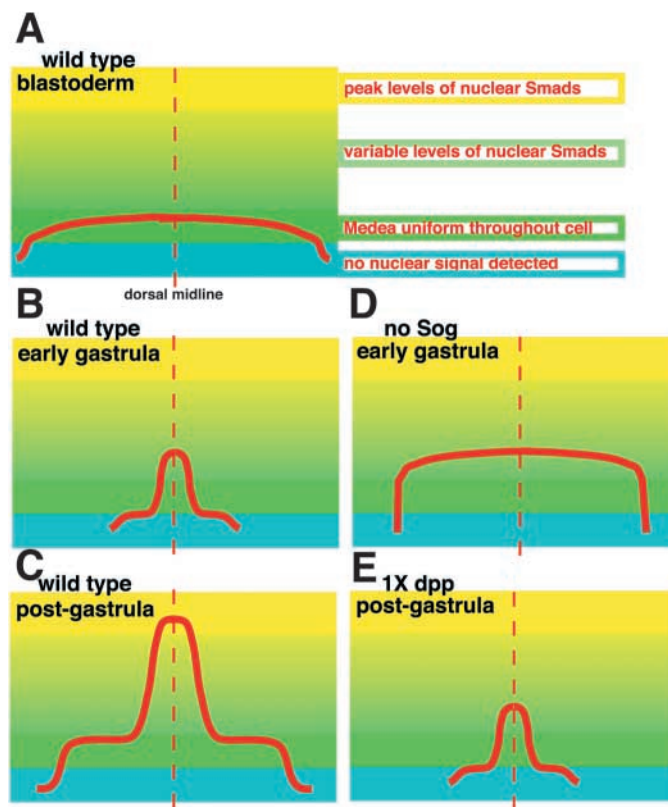 A
wild type
blastoderm
peak levels of nuclear Smads
variable levels of nuclear Smads
Medea uniform throughout cell
no nuclear signal detected
dorsal midline
B
wild type
early gastrula
D
no Sog
early gastrula
C
wild type
post-gastrula
E
1X dpp
post-gastrula